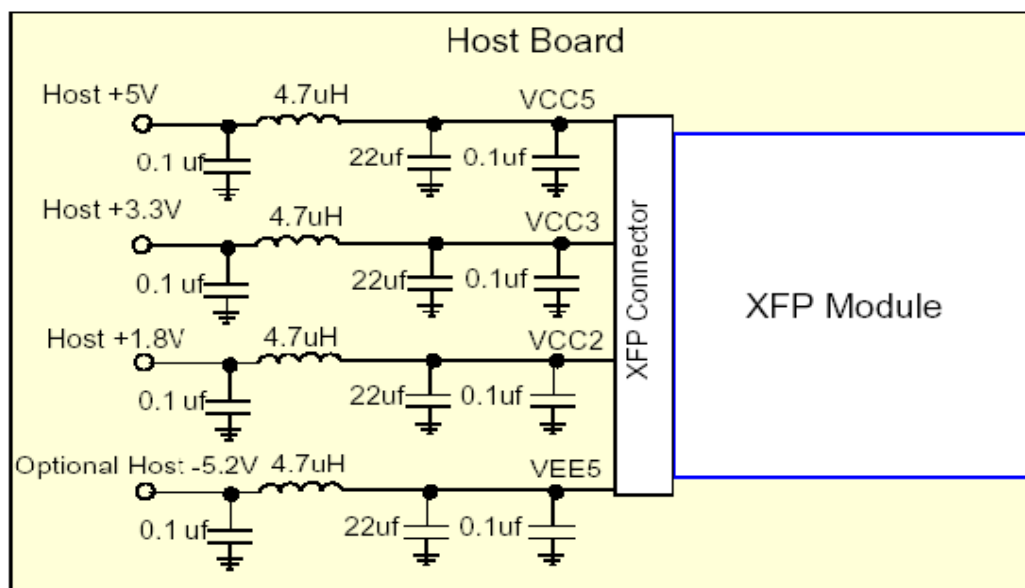 Host Board
Host +5V
4.7uH
VCC5
0.1 uf
22uf
0.1uf
Host +3.3V
4.7uH
VCC3
0.1 uf
22uf
0.1uf
Host +1.8V
4.7uH
VCC2
0.1 uf
22uf
0.1uf
Optional Host -5.2V
4.7uH
VEE5
0.1 uf
22uf
0.1uf
XFP Connector
XFP Module